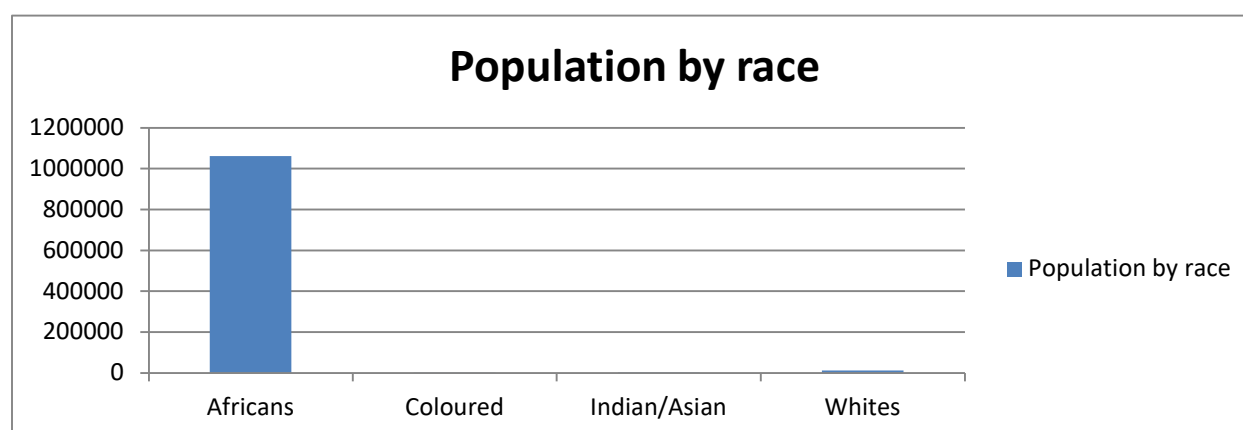 Population by race
1200000
1000000
800000
600000
400000
200000
0
Africans Coloured Indian/Asian Whites
Population by race